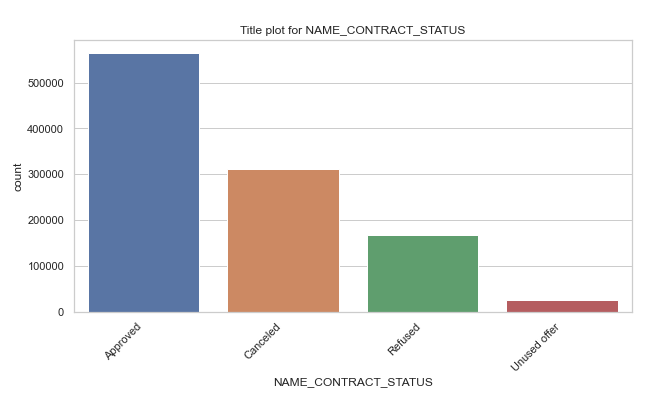 Title plot for NAME_CONTRACT_STATUS
500000
400000
300000
200000
100000
0
count
Approved
Canceled
Refused
Unused offer
NAME_CONTRACT_STATUS